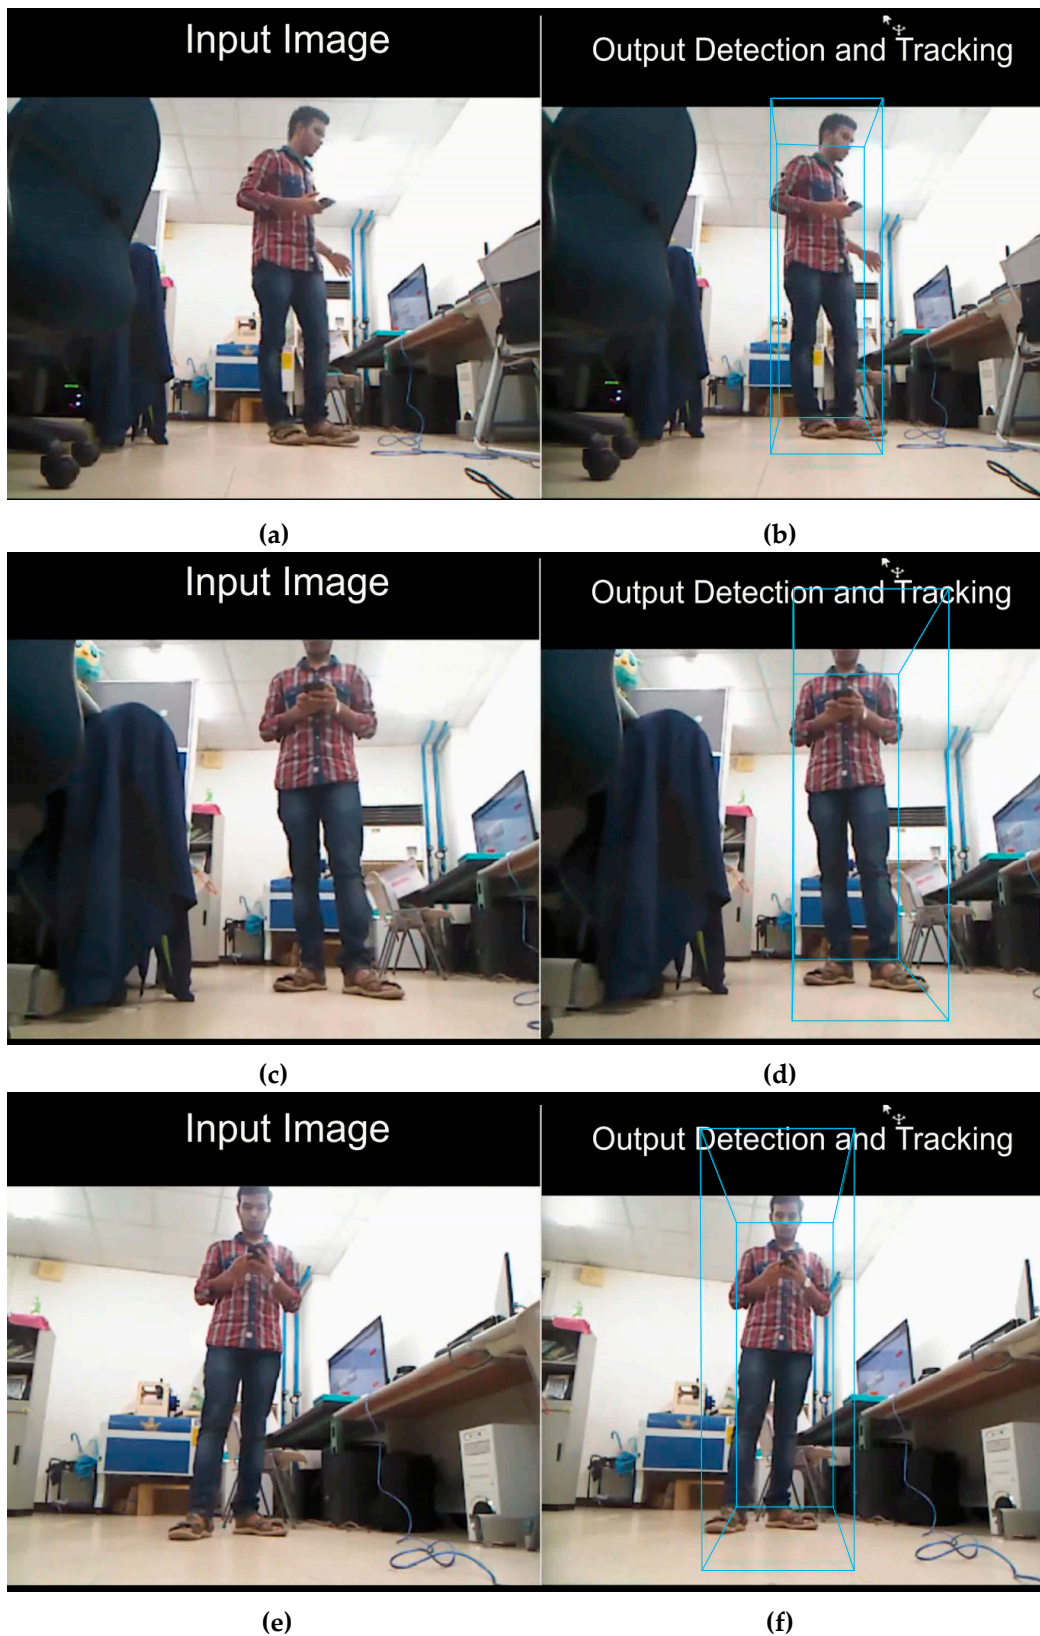 Input Image
Output Detection and Tracking
(a)
(b)
Input Image
Output Detection and Tracking
(c)
(d)
Input Image
Output Detection and Tracking
(e)
(f)